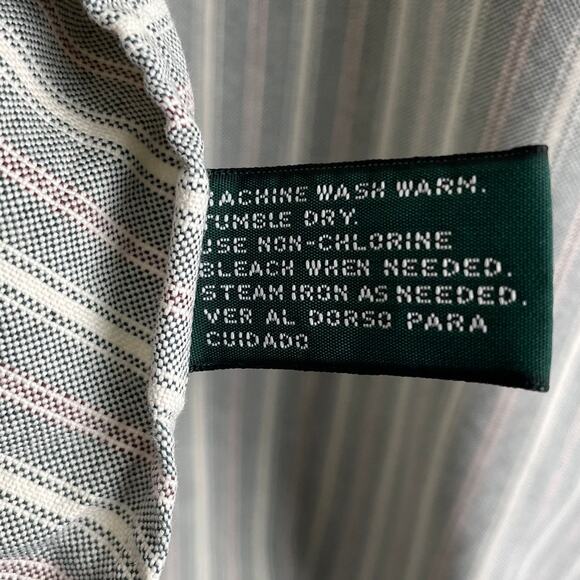 MACHINE WASH WARM.
TUMBLE DRY.
USE NON-CHLORINE
BLEACH WHEN NEEDED.
STEAM IRON AS NEEDED.
VER AL DORSO PARA
CUIDADO